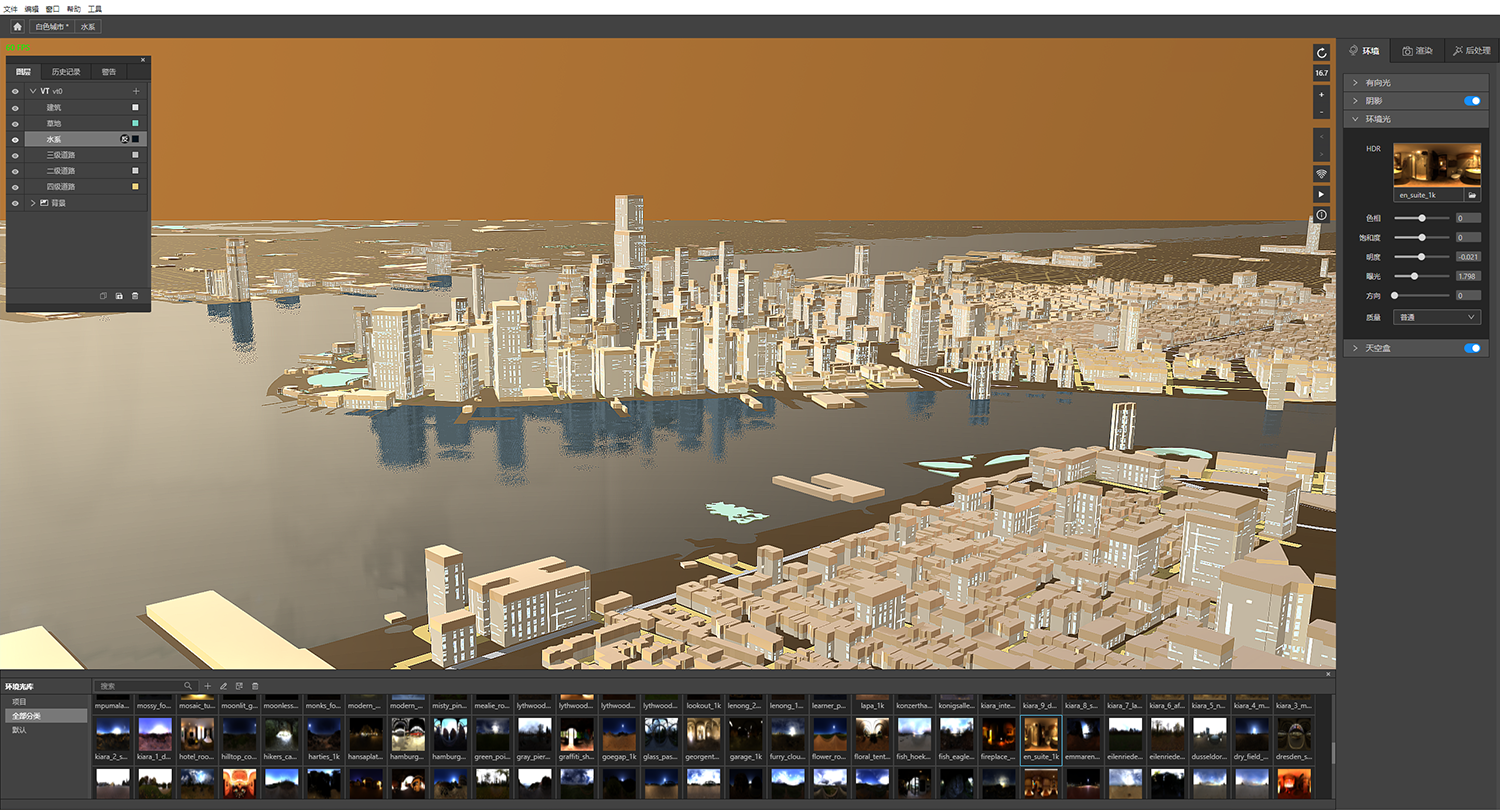 文件 编辑 窗口 帮助 工具
白色城市* 水系
图层 历史记录 警告
VT vt0
建筑
草地
水系
三级道路
二级道路
四级道路
背景
16.7
环境 渲染 后处理
有向光
阴影
环境光
HDR
en_suite_1k
色相 0
饱和度 0
明度 -0.021
曝光 1.798
方向 0
质量 普通
天空盒
环境光库
搜索
项目
全部分类
默认
mpumala... mossy_fo... mosaic_tu... moonlit_g... moonless... monks_fo... modern_... modern_... misty_pin... mealie_ro... lythwood... lythwood... lythwood... lythwood... lookout_1k lenong_2... lenong_1... learner_p... lapa_1k konzertha... konigsalle... kiara_inte... kiara_9_d... kiara_8_s... kiara_7_la... kiara_6_af... kiara_5_n... kiara_4_m... kiara_3_m...
kiara_2_s... kiara_1_d... hotel_roo... hilltop_co... hikers_ca... harties_1k hansaplat... hamburg... hamburg... green_poi... gray_pier... graffiti_sh... goegap_1k glass_pas... georgent... garage_1k furry_clou... flower_ro... floral_tent... fish_hoek... fish_eagle... fireplace_... en_suite_1k emmaren... eilenriede... eilenriede... dusseldor... dry_field_... dresden_s...